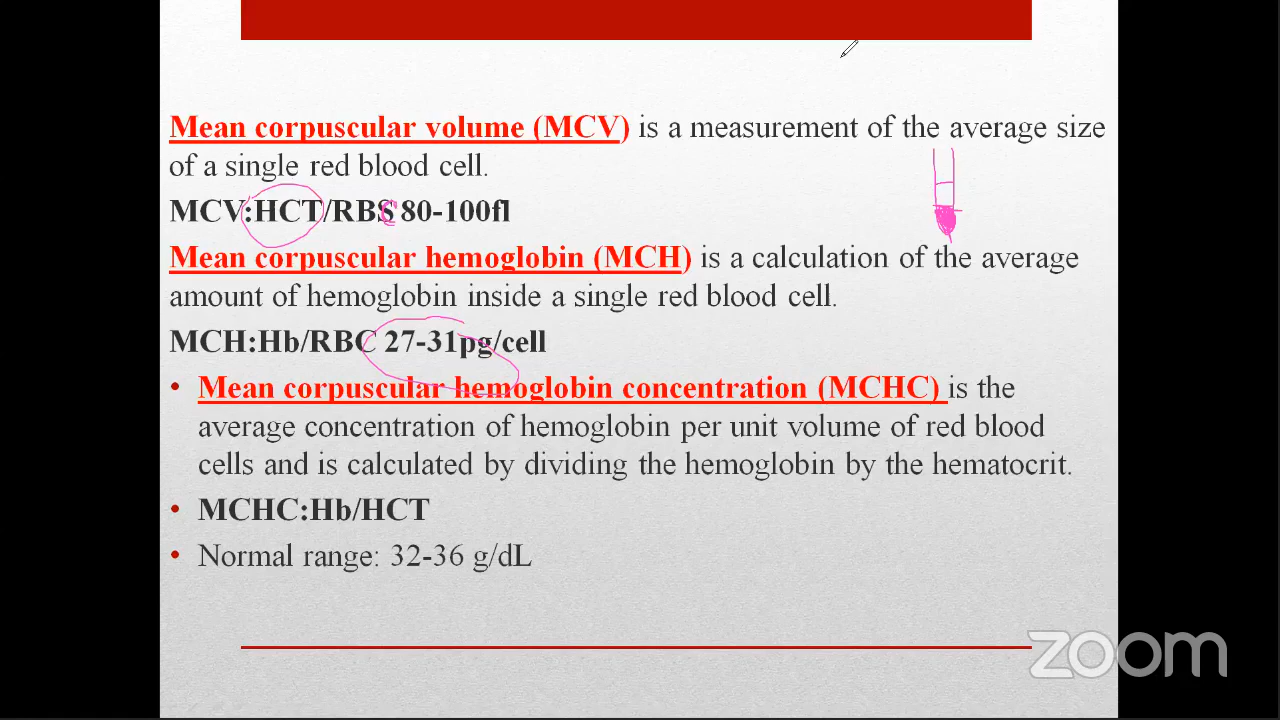 Mean corpuscular volume (MCV) is a measurement of the average size
of a single red blood cell.
MCV:HCT/RBS 80-100fl
C
Mean corpuscular hemoglobin (MCH) is a calculation of the average
amount of hemoglobin inside a single red blood cell.
MCH:Hb/RBC 27-31pg/cell
• Mean corpuscular hemoglobin concentration (MCHC) is the
average concentration of hemoglobin per unit volume of red blood
cells and is calculated by dividing the hemoglobin by the hematocrit.
• MCHC:Hb/HCT
• Normal range: 32-36 g/dL
zoom